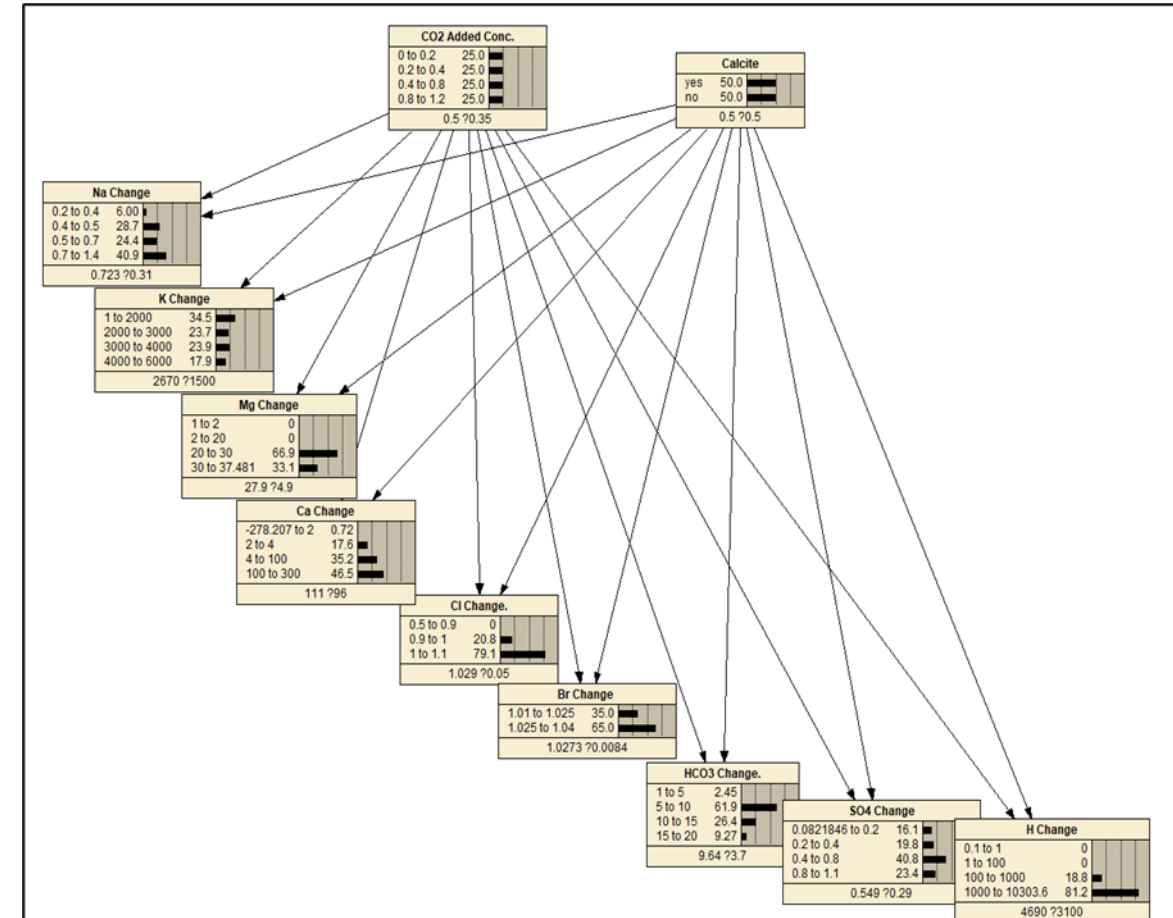 CO2 Added Conc.
0 to 0.2 25.0
0.2 to 0.4 25.0
0.4 to 0.8 25.0
0.8 to 1.2 25.0
0.5 ?0.35
Calcite
yes 50.0
no 50.0
0.5 ?0.5
Na Change
0.2 to 0.4 6.00
0.4 to 0.5 28.7
0.5 to 0.7 24.4
0.7 to 1.4 40.9
0.723 ?0.31
K Change
1 to 2000 34.5
2000 to 3000 23.7
3000 to 4000 23.9
4000 to 6000 17.9
2670 ?1500
Mg Change
1 to 2 0
2 to 20 0
20 to 30 66.9
30 to 37.481 33.1
27.9 ?4.9
Ca Change
-278.207 to 2 0.72
2 to 4 17.6
4 to 100 35.2
100 to 300 46.5
111 ?96
Cl Change.
0.5 to 0.9 0
0.9 to 1 20.8
1 to 1.1 79.1
1.029 ?0.05
Br Change
1.01 to 1.025 35.0
1.025 to 1.04 65.0
1.0273 ?0.0084
HCO3 Change.
1 to 5 2.45
5 to 10 61.9
10 to 15 26.4
15 to 20 9.27
9.64 ?3.7
SO4 Change
0.0821846 to 0.2 16.1
0.2 to 0.4 19.8
0.4 to 0.8 40.8
0.8 to 1.1 23.4
0.549 ?0.29
H Change
0.1 to 1 0
1 to 100 0
100 to 1000 18.8
1000 to 10303.6 81.2
4690 ?3100